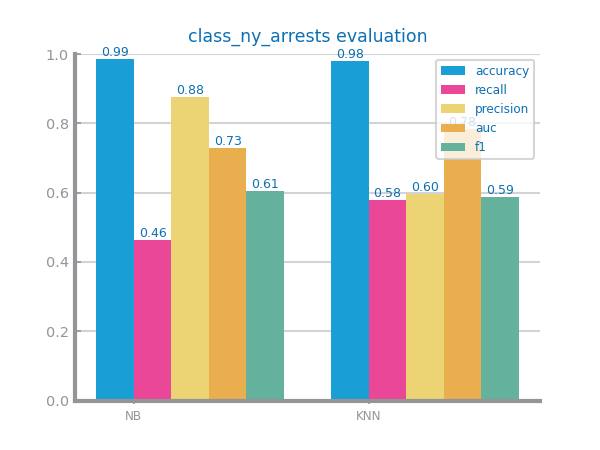 class_ny_arrests evaluation
1.0
0.8
0.6
0.4
0.2
0.0
0.99
0.46
0.88
0.73
0.61
0.98
0.58
0.60
0.78
0.59
accuracy
recall
precision
auc
f1
NB
KNN